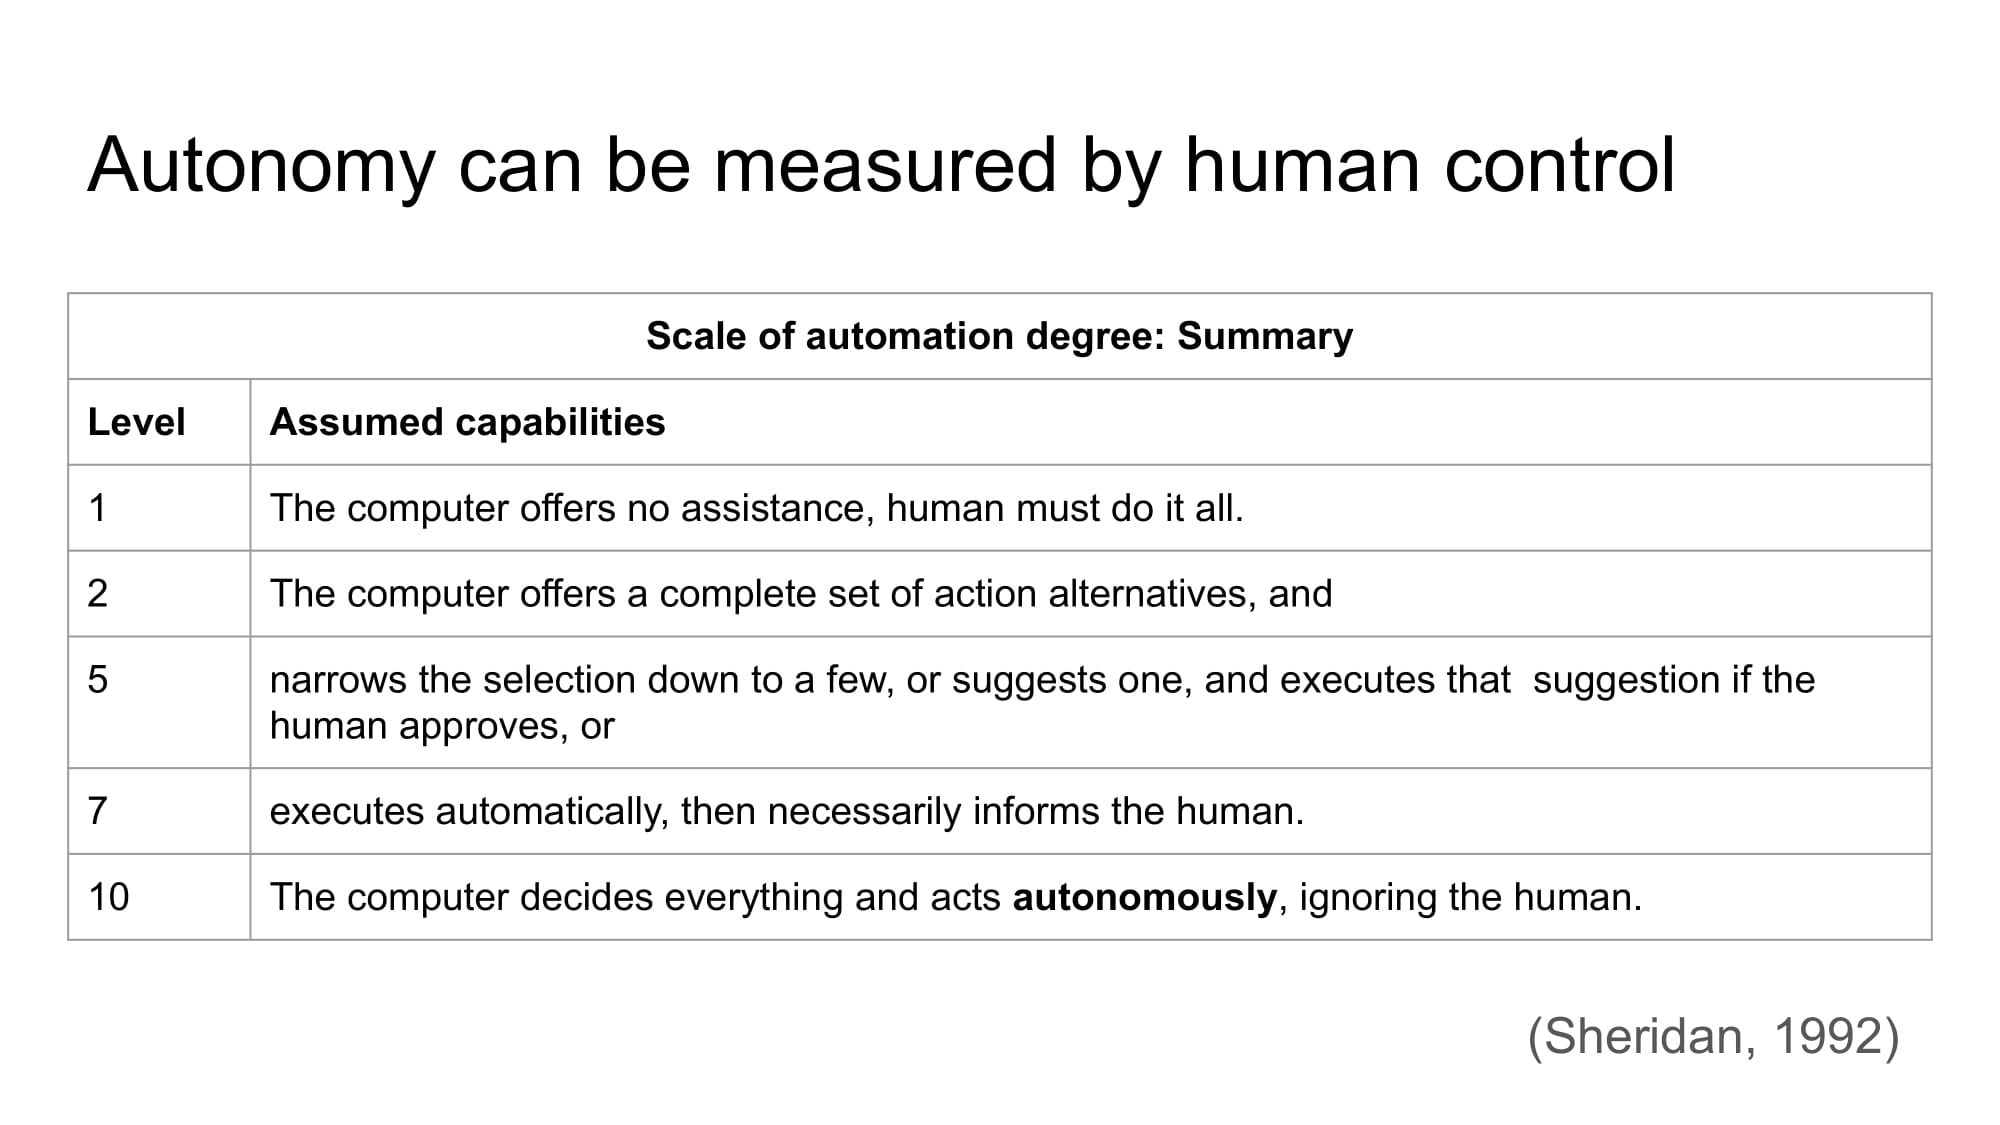 Autonomy can be measured by human control
Scale of automation degree: Summary
Level Assumed capabilities
1 The computer offers no assistance, human must do it all.
2 The computer offers a complete set of action alternatives, and
5 narrows the selection down to a few, or suggests one, and executes that  suggestion if the
human approves, or
7 executes automatically, then necessarily informs the human.
10 The computer decides everything and acts autonomously, ignoring the human.
(Sheridan, 1992)